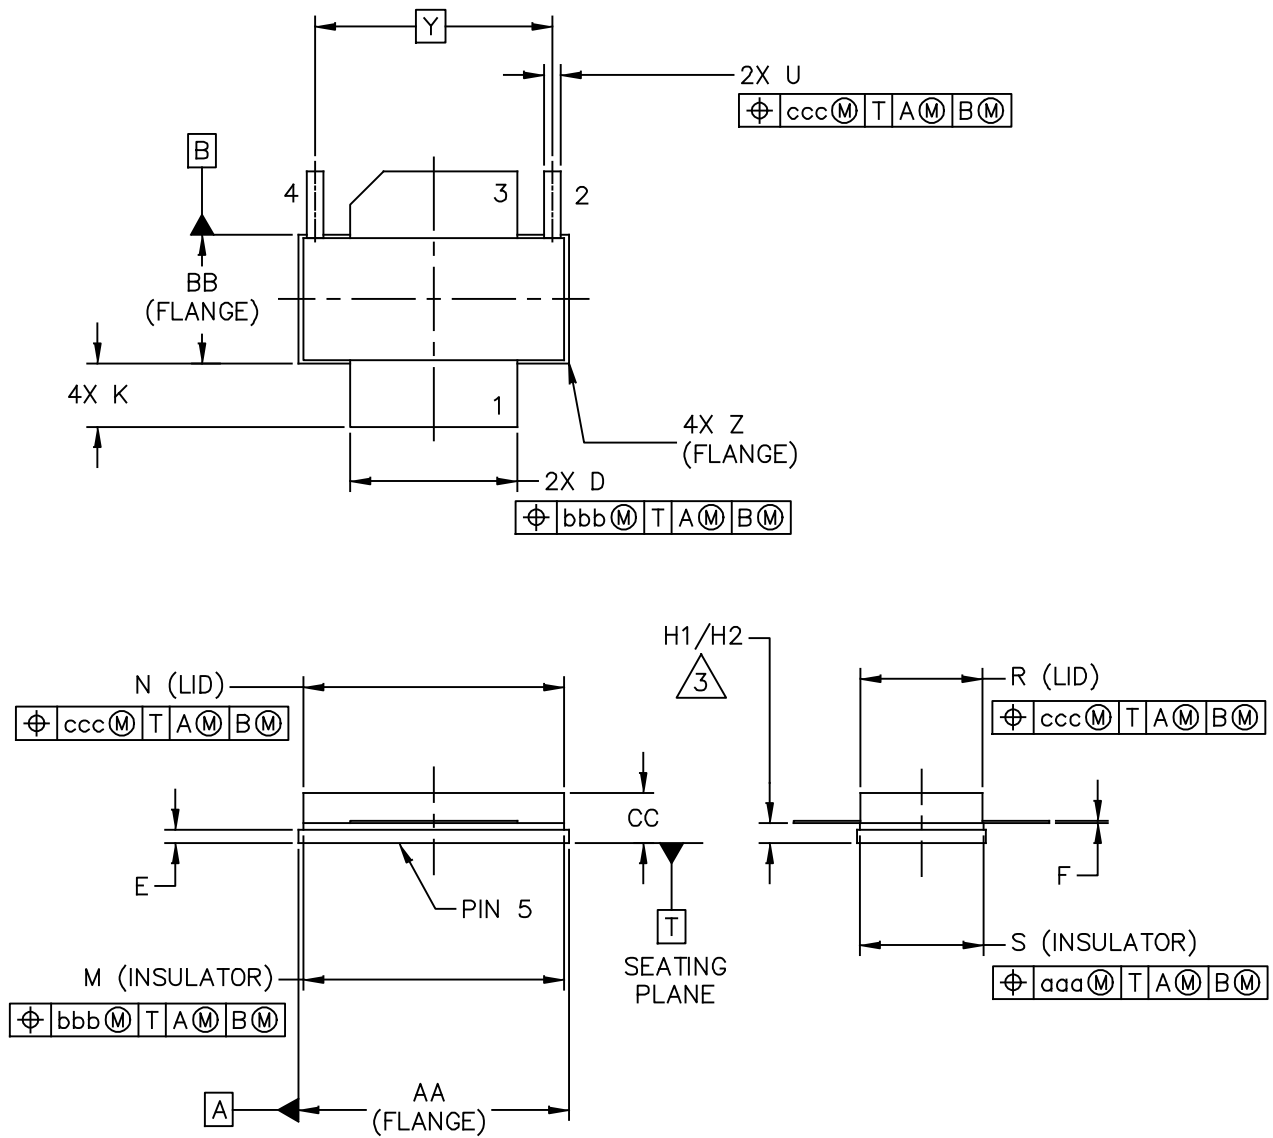 Y
2X U
⌖ ccc Ⓜ T A Ⓜ B Ⓜ
B
4
3
2
BB
(FLANGE)
4X K
1
4X Z
(FLANGE)
2X D
⌖ bbb Ⓜ T A Ⓜ B Ⓜ
H1/H2
3
N (LID)
⌖ ccc Ⓜ T A Ⓜ B Ⓜ
R (LID)
⌖ ccc Ⓜ T A Ⓜ B Ⓜ
CC
E
F
PIN 5
T
SEATING
PLANE
M (INSULATOR)
⌖ bbb Ⓜ T A Ⓜ B Ⓜ
S (INSULATOR)
⌖ aaa Ⓜ T A Ⓜ B Ⓜ
A
AA
(FLANGE)